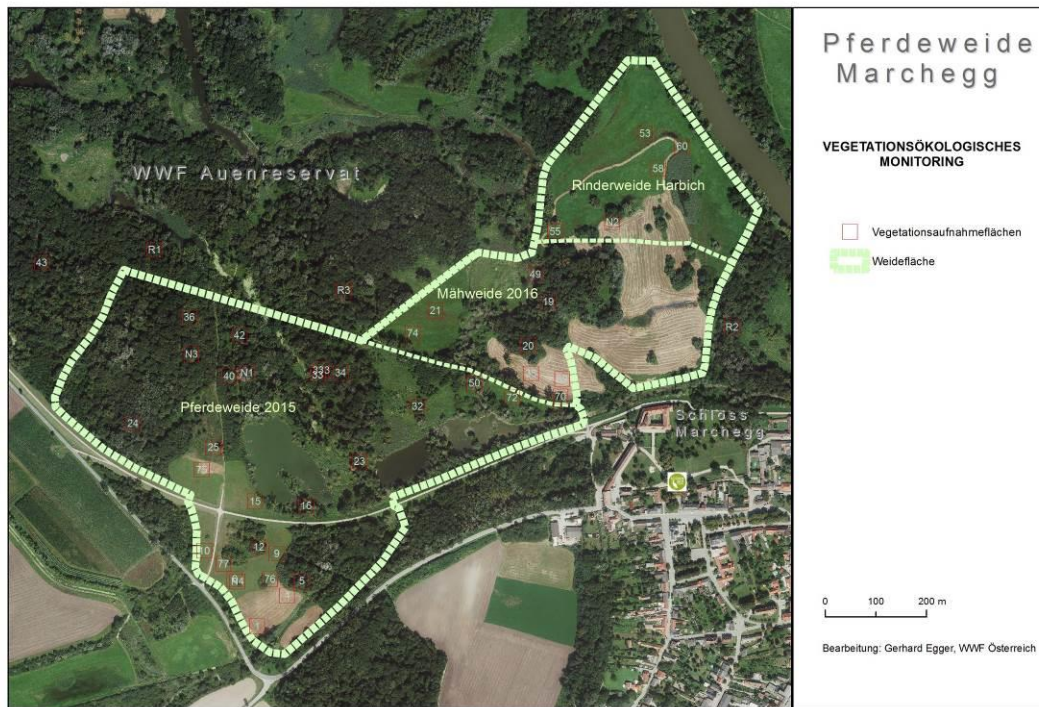 Pferdeweide
Marchegg
VEGETATIONSÖKOLOGISCHES
MONITORING
Vegetationsaufnahmeflächen
Weidefläche
0 100 200 m
Bearbeitung: Gerhard Egger, WWF Österreich
WWF Auenreservat
53
60
58
Rinderweide Harbich
N2
55
R1
43
49
R3
Mähweide 2016
19
21
36
R2
74
42
20
N3
40
N1
34
50
72
70
32
Pferdeweide 2015
Schloss
Marchegg
24
25
23
15
16
10
12
9
77
N4
76
5